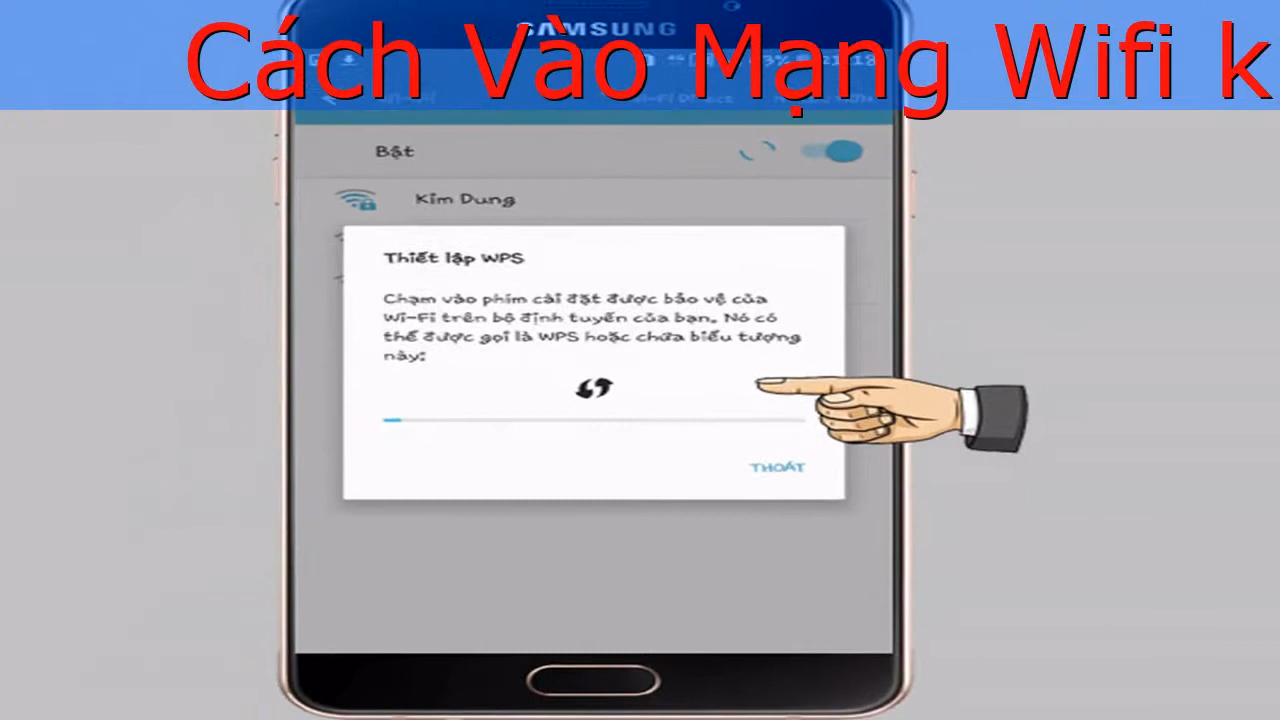 SAMSUNG
Cách Vào Mạng Wifi k
Bật
Kim Dung
Thiết lập WPS
Chạm vào phím cài đặt được bảo vệ của
Wi-Fi trên bộ định tuyến của bạn. Nó có
thể được gọi là WPS hoặc chứa biểu tượng
này:
THOÁT